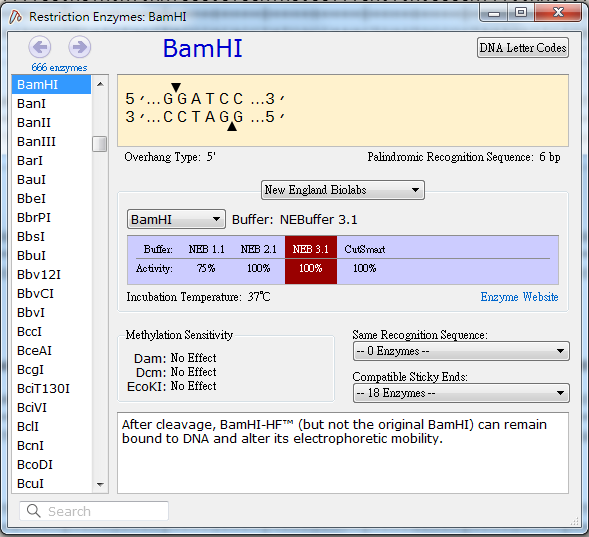 Restriction Enzymes: BamHI
BamHI
DNA Letter Codes
666 enzymes
BamHI
BanI
BanII
BanIII
BarI
BauI
BbeI
BbrPI
BbsI
BbuI
Bbv12I
BbvCI
BbvI
BccI
BceAI
BcgI
BciT130I
BciVI
BclI
BcnI
BcoDI
BcuI
Search
5′...GGATCC ...3′
3′...CCTAGG ...5′
Overhang Type: 5' Palindromic Recognition Sequence: 6 bp
New England Biolabs
BamHI Buffer: NEBuffer 3.1
Buffer: NEB 1.1 NEB 2.1 NEB 3.1 CutSmart
Activity: 75% 100% 100% 100%
Incubation Temperature: 37°C Enzyme Website
Methylation Sensitivity
Dam: No Effect
Dcm: No Effect
EcoKI: No Effect
Same Recognition Sequence:
-- 0 Enzymes --
Compatible Sticky Ends:
-- 18 Enzymes --
After cleavage, BamHI-HF™ (but not the original BamHI) can remain
bound to DNA and alter its electrophoretic mobility.